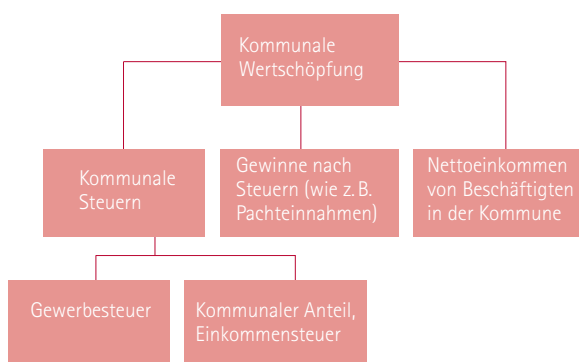 Kommunale
Wertschöpfung
Kommunale
Steuern
Gewinne nach
Steuern (wie z. B.
Pachteinnahmen)
Nettoeinkommen
von Beschäftigten
in der Kommune
Gewerbesteuer
Kommunaler Anteil,
Einkommensteuer